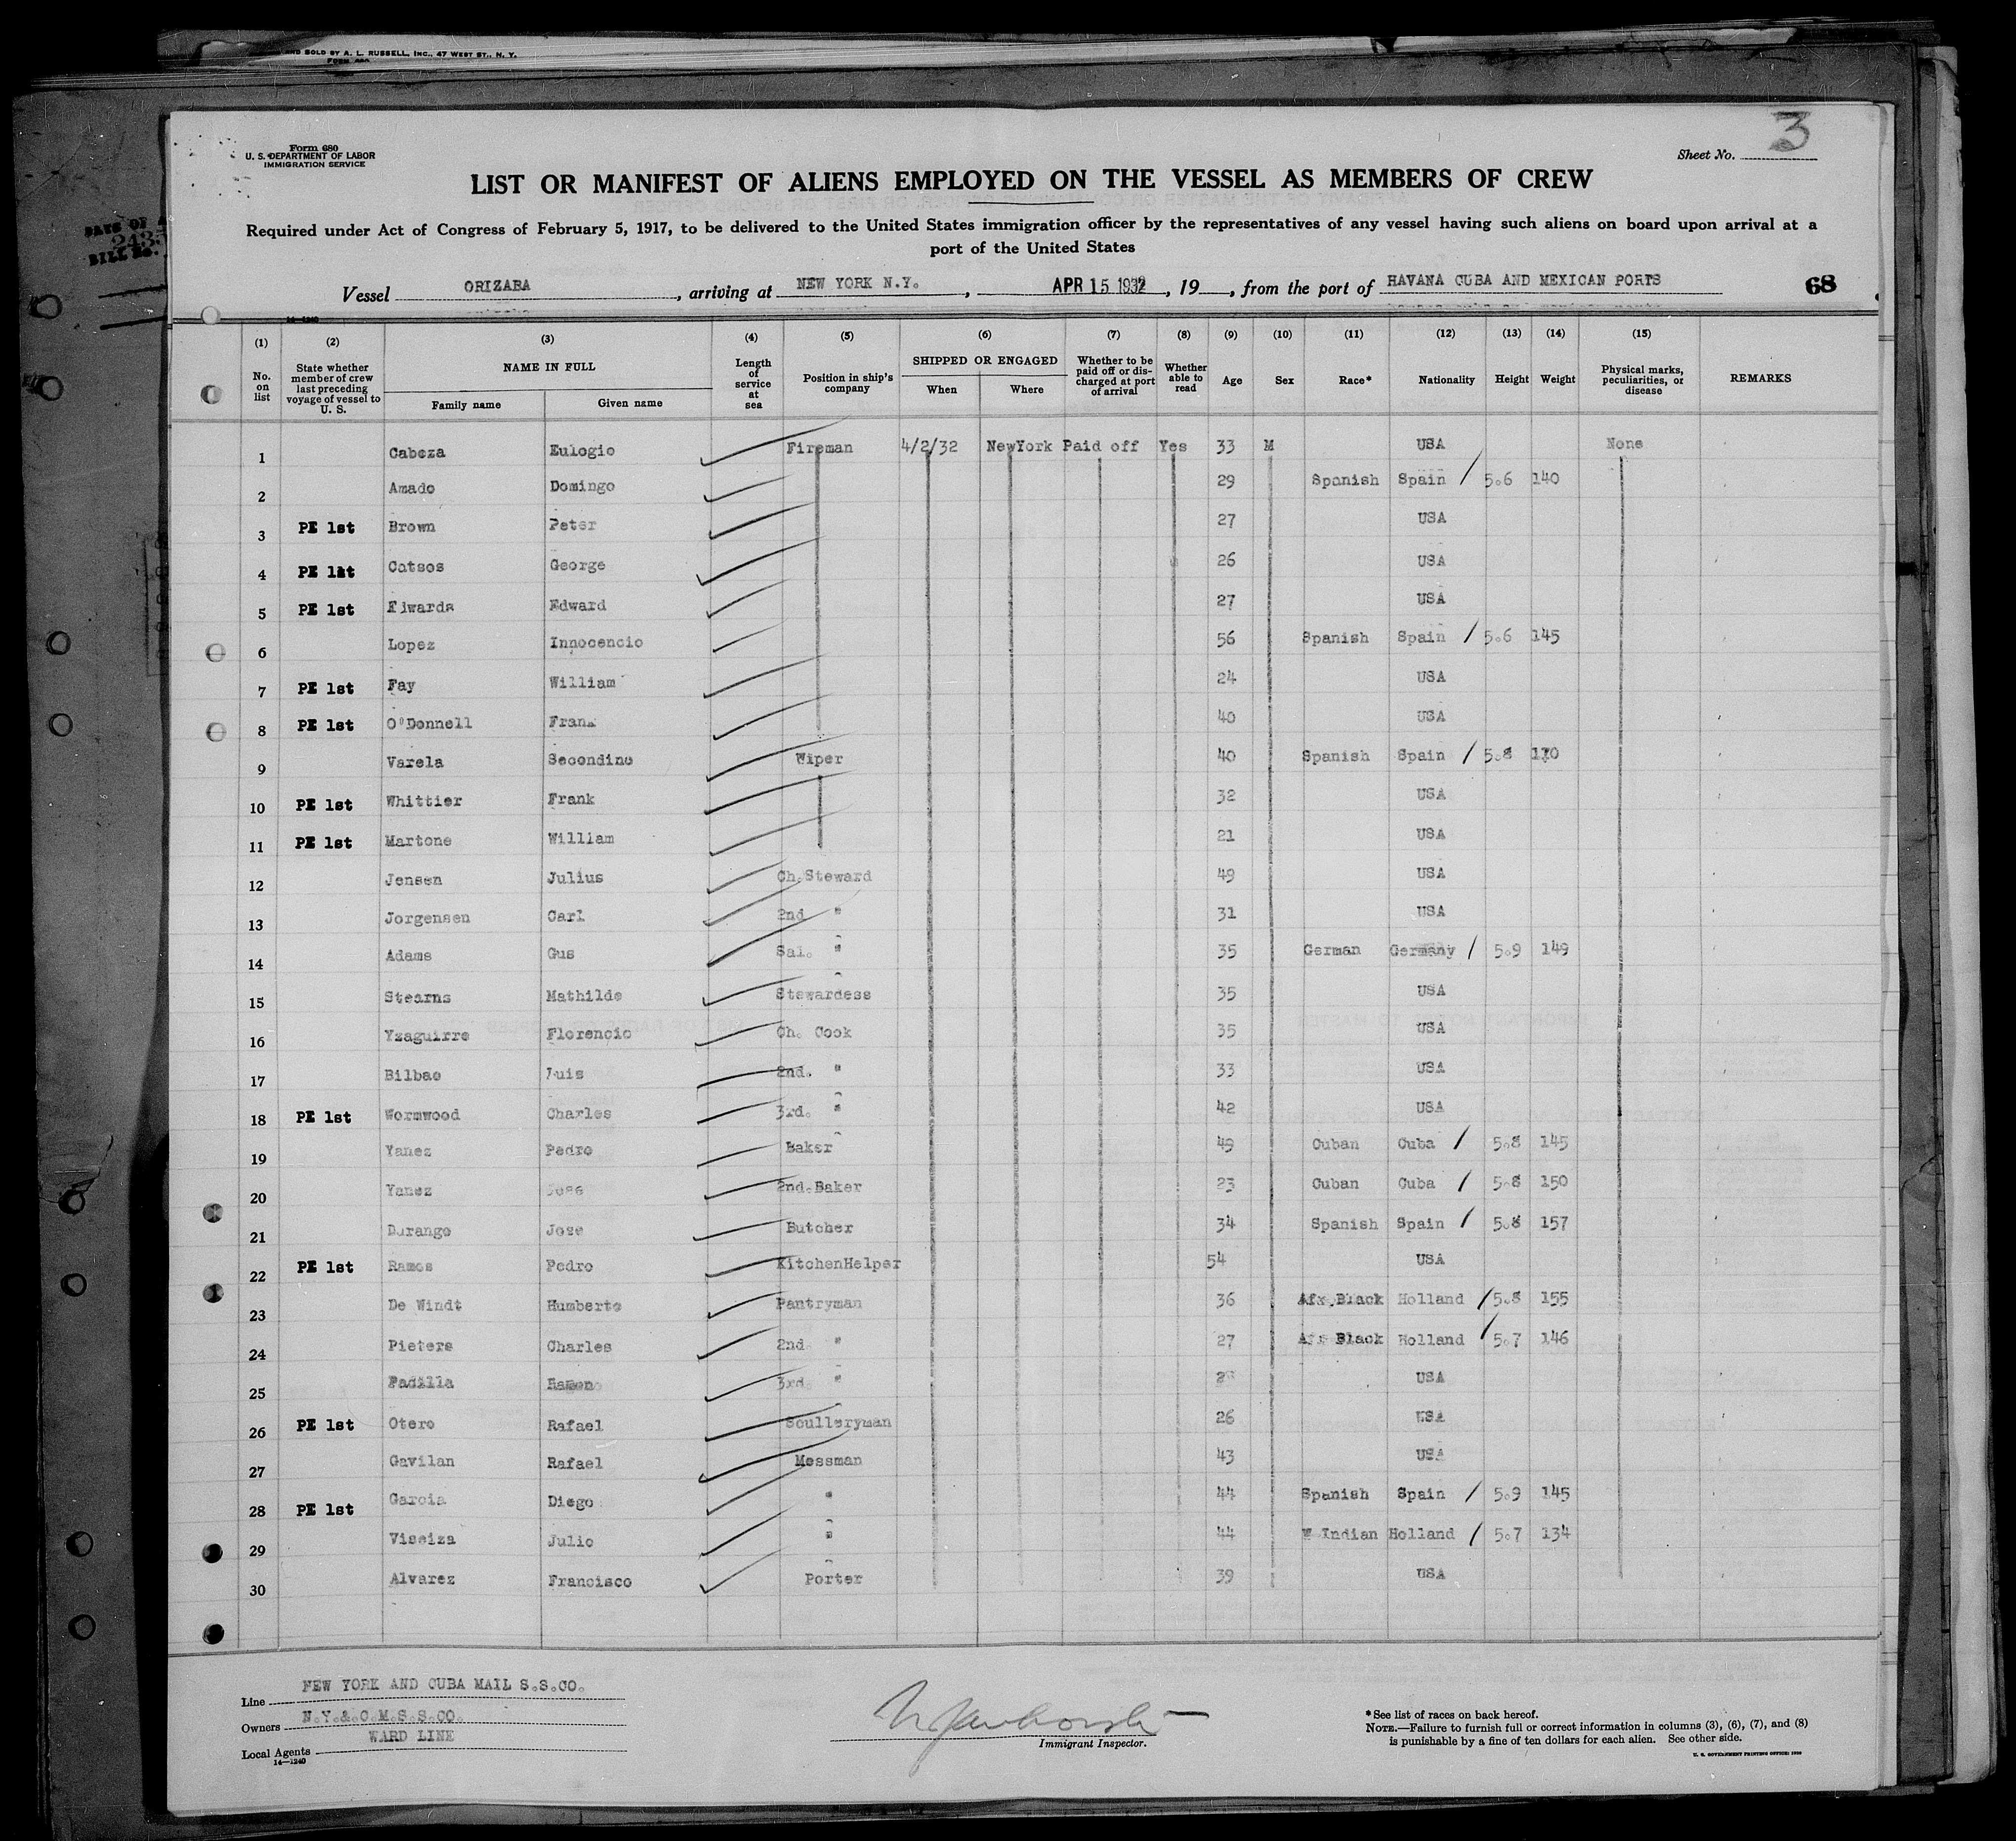 AND SOLD BY A. L. RUSSELL, INC., 47 WEST ST., N. Y.
Form 680
U. S. DEPARTMENT OF LABOR
IMMIGRATION SERVICE
Sheet No. 3
LIST OR MANIFEST OF ALIENS EMPLOYED ON THE VESSEL AS MEMBERS OF CREW
Required under Act of Congress of February 5, 1917, to be delivered to the United States immigration officer by the representatives of any vessel having such aliens on board upon arrival at a
port of the United States
Vessel ORIZABA, arriving at NEW YORK N.Y., APR 15 1932, 19 , from the port of HAVANA CUBA AND MEXICAN PORTS 68
14—1240
(1) (2) (3) (4) (5) (6) (7) (8) (9) (10) (11) (12) (13) (14) (15)
No. on list
State whether member of crew last preceding voyage of vessel to U. S.
NAME IN FULL
Family name
Given name
Length of service at sea
Position in ship's company
SHIPPED OR ENGAGED
When
Where
Whether to be paid off or discharged at port of arrival
Whether able to read
Age
Sex
Race*
Nationality
Height
Weight
Physical marks, peculiarities, or disease
REMARKS
1 Cabeza Eulogio Fireman 4/2/32 NewYork Paid off Yes 33 M USA None
2 Amado Domingo 29 Spanish Spain / 5.6 140
3 PE 1st Brown Peter 27 USA
4 PE 1st Catsos George 26 USA
5 PE 1st Edwards Edward 27 USA
6 Lopez Innocencio 56 Spanish Spain / 5.6 145
7 PE 1st Fay William 24 USA
8 PE 1st O'Donnell Frank 40 USA
9 Varela Secondino Wiper 40 Spanish Spain / 5.8
10 PE 1st Whittier Frank 32 USA
11 PE 1st Martone William 21 USA
12 Jensen Julius Ch.Steward 49 USA
13 Jorgensen Carl 2nd " 31 USA
14 Adams Gus Sal. " 35 German Germany / 5.9 149
15 Stearns Mathilde Stewardess 35 USA
16 Yzaguirre Florencio Ch. Cook 35 USA
17 Bilbao Luis 2nd. " 33 USA
18 PE 1st Wormwood Charles 3rd. " 42 USA
19 Yanez Pedro Baker 49 Cuban Cuba / 5.8 145
20 Yanez Jose 2nd.Baker 23 Cuban Cuba / 5.8 150
21 Durango Jose Butcher 34 Spanish Spain / 5.8 157
22 PE 1st Ramos Pedro KitchenHelper 54 USA
23 De Windt Humberto Pantryman 36 Afr.Black Holland / 5.8 155
24 Pieters Charles 2nd " 27 Afr Black Holland / 5.7 146
25 Padilla Ramon 3rd " USA
26 PE 1st Otero Rafael Sculleryman 26 USA
27 Gavilan Rafael Messman 43 USA
28 PE 1st Garcia Diego " 44 Spanish Spain / 5.9 145
29 Viseiza Julio " 44 W Indian Holland / 5.7 134
30 Alvarez Francisco Porter 39 USA
Line NEW YORK AND CUBA MAIL S.S.CO.
Owners N.Y.&.C.M.S.S.CO.
Local Agents WARD LINE
14—1240
Immigrant Inspector.
*See list of races on back hereof.
NOTE.—Failure to furnish full or correct information in columns (3), (6), (7), and (8)
is punishable by a fine of ten dollars for each alien. See other side.
U. S. GOVERNMENT PRINTING OFFICE: 1930